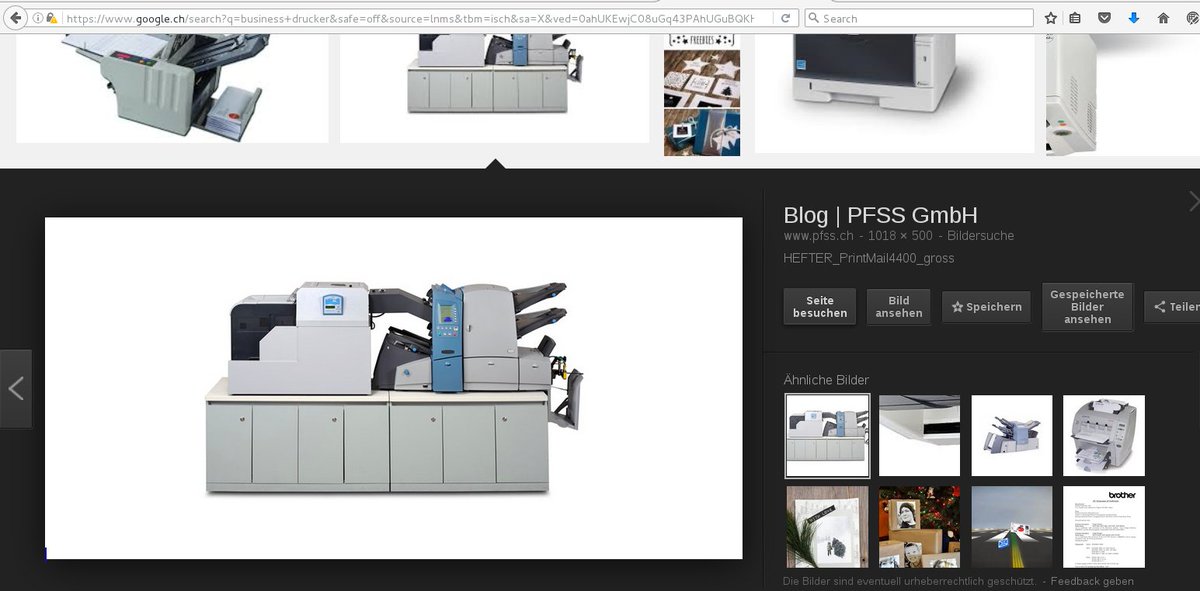 https://www.google.ch/search?q=business+drucker&safe=off&source=lnms&tbm=isch&sa=X&ved=0ahUKEwjC08uGq43PAhUGuBQKH
Search
FREEBIES
Blog | PFSS GmbH
www.pfss.ch - 1018 × 500 - Bildersuche
HEFTER_PrintMail4400_gross
Seite
besuchen
Bild
ansehen
Speichern
Gespeicherte
Bilder
ansehen
Teilen
Ähnliche Bilder
brother
Die Bilder sind eventuell urheberrechtlich geschützt. - Feedback geben